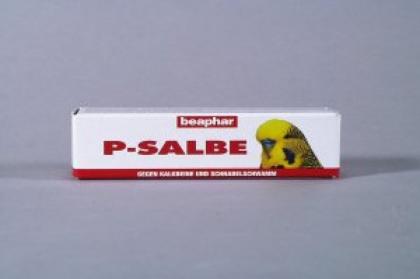 beaphar
P-SALBE
GEGEN KALKBEINE UND SCHNABELSCHWAMM